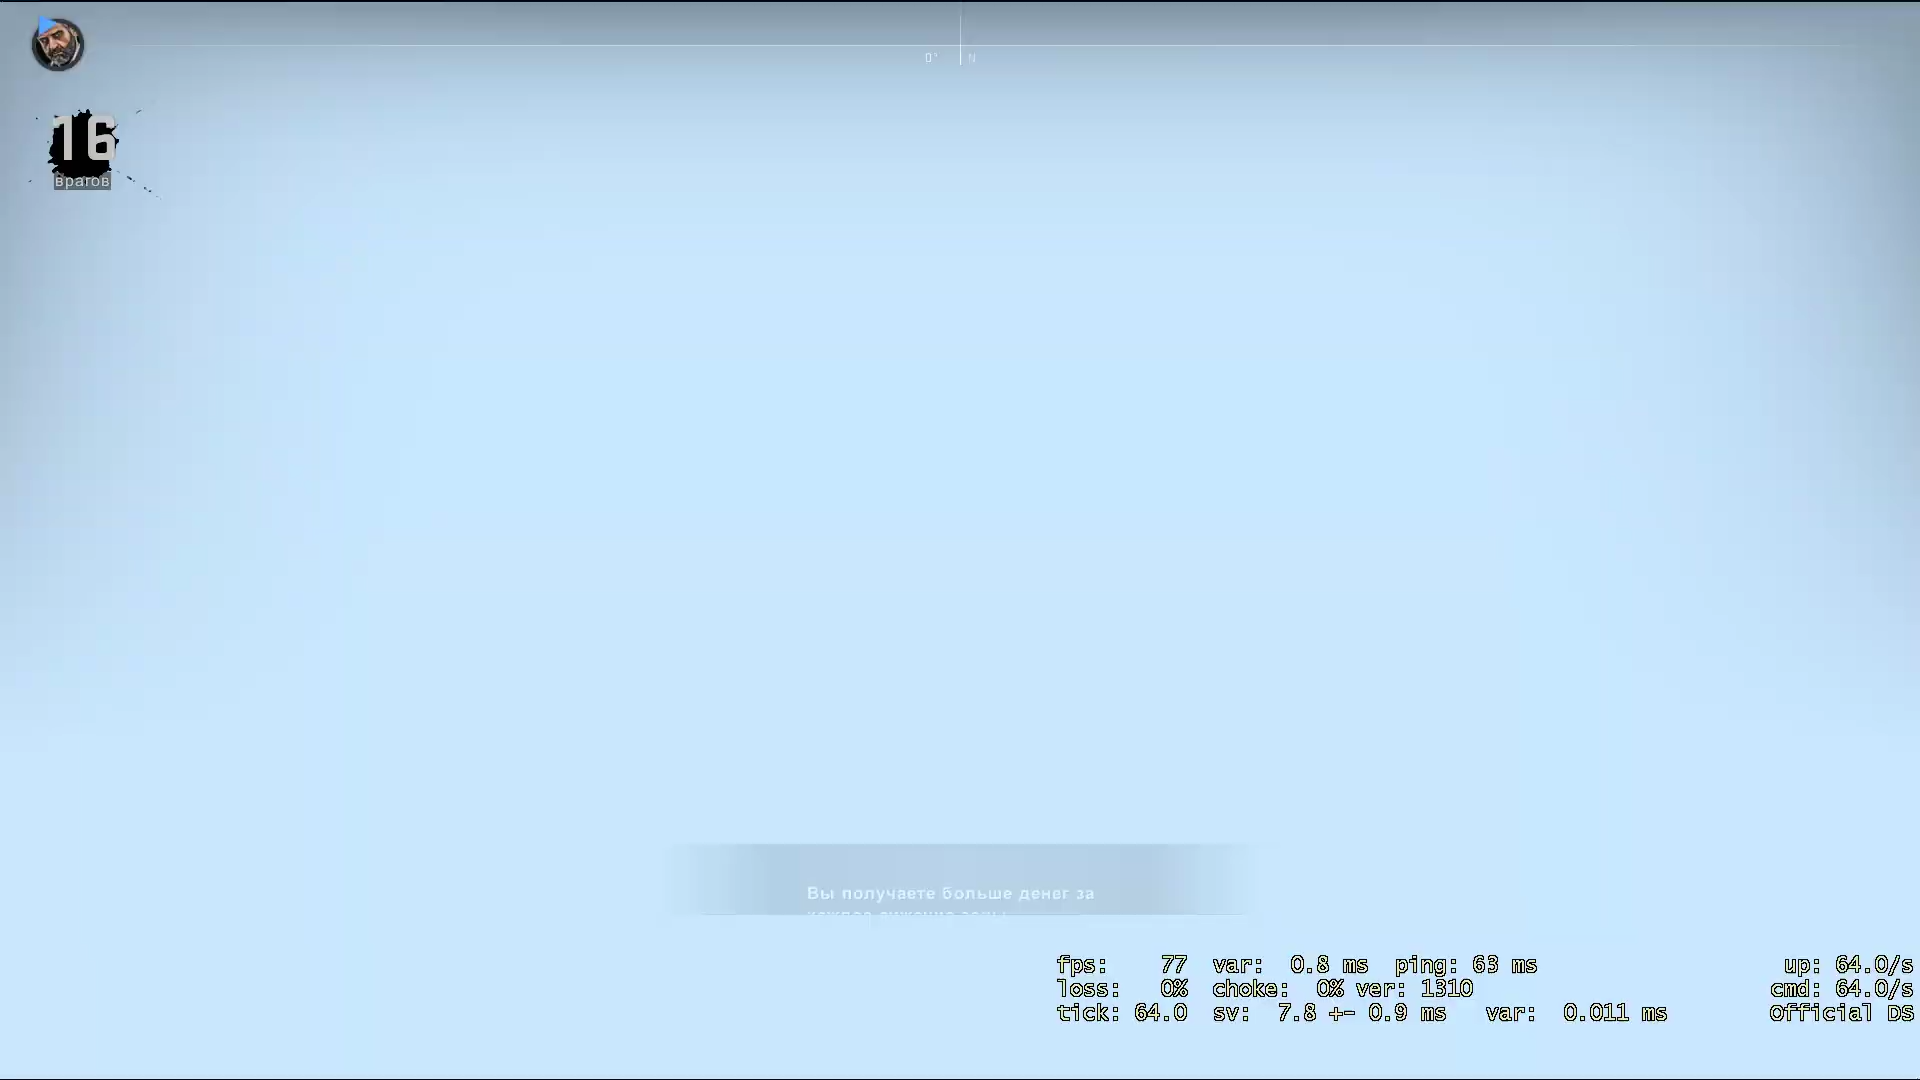 0° N
16
врагов
Вы получаете больше денег за
fps: 77 var: 0.8 ms ping: 63 ms up: 64.0/s
loss: 0% choke: 0% ver: 1310 cmd: 64.0/s
tick: 64.0 sv: 7.8 +- 0.9 ms var: 0.011 ms Official DS